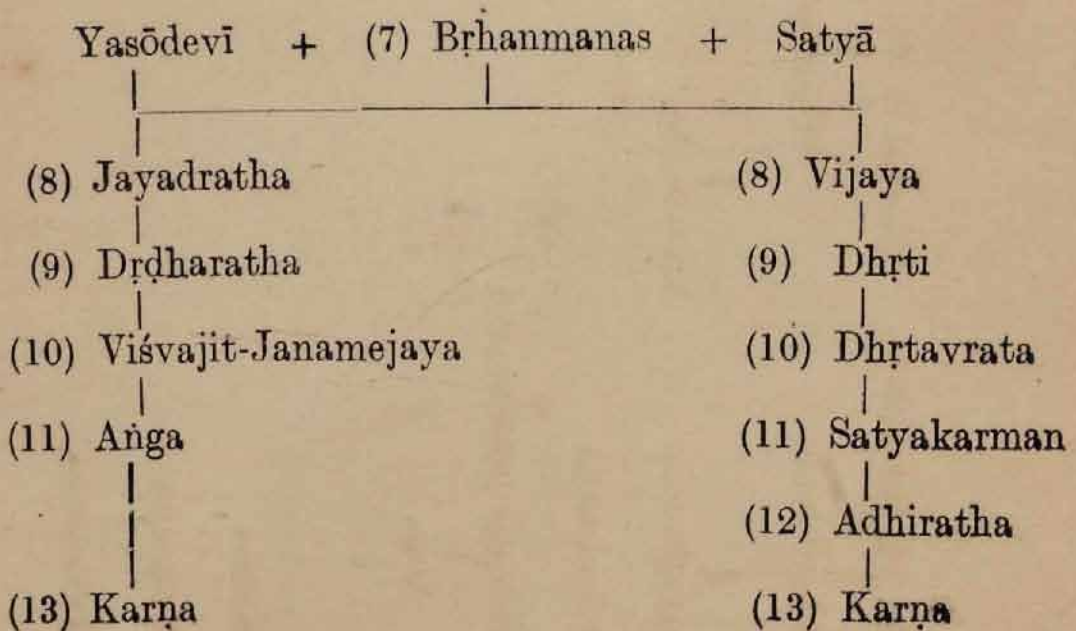 Yasōdevī + (7) Bṛhanmanas + Satyā
(8) Jayadratha (8) Vijaya
(9) Dṛḍharatha (9) Dhṛti
(10) Viśvajit-Janamejaya (10) Dhṛtavrata
(11) Aṅga (11) Satyakarman
(12) Adhiratha
(13) Karṇa (13) Karṇa